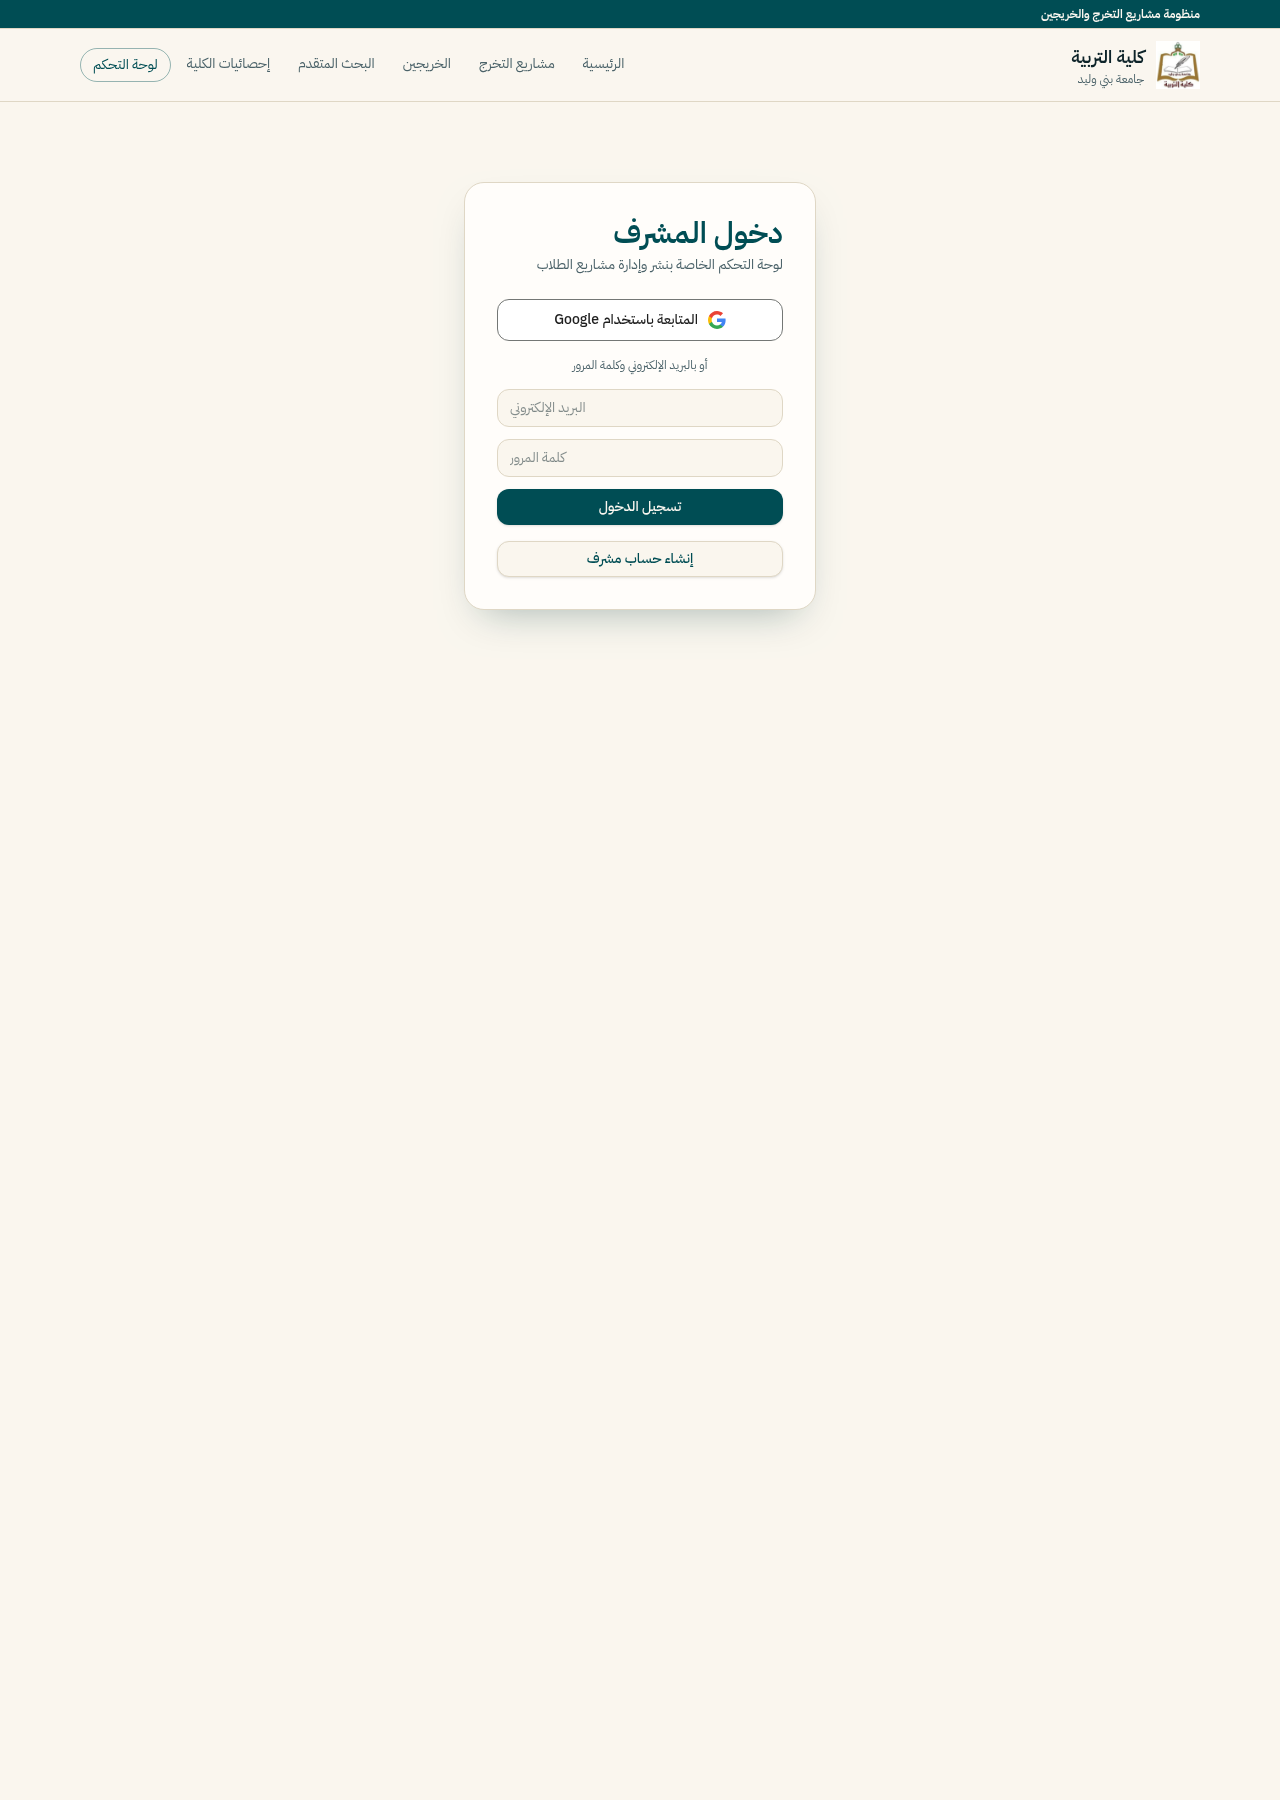 منظومة مشاريع التخرج والخريجين
كلية التربية
جامعة بني وليد
الرئيسية
مشاريع التخرج
الخريجين
البحث المتقدم
إحصائيات الكلية
لوحة التحكم
كلية التربية
دخول المشرف
لوحة التحكم الخاصة بنشر وإدارة مشاريع الطلاب
المتابعة باستخدام Google
أو بالبريد الإلكتروني وكلمة المرور
البريد الإلكتروني
كلمة المرور
تسجيل الدخول
إنشاء حساب مشرف